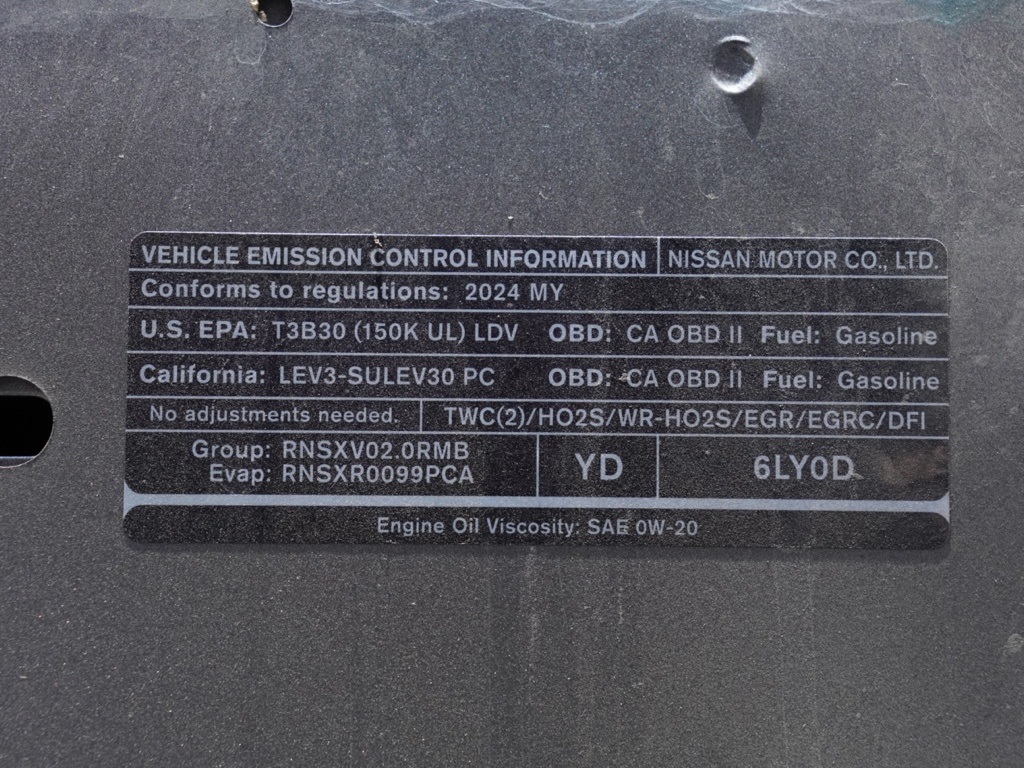 VEHICLE EMISSION CONTROL INFORMATION NISSAN MOTOR CO., LTD.
Conforms to regulations: 2024 MY
U.S. EPA: T3B30 (150K UL) LDV OBD: CA OBD II Fuel: Gasoline
California: LEV3-SULEV30 PC OBD: CA OBD II Fuel: Gasoline
No adjustments needed. TWC(2)/HO2S/WR-HO2S/EGR/EGRC/DFI
Group: RNSXV02.0RMB
Evap: RNSXR0099PCA
YD
6LY0D
Engine Oil Viscosity: SAE 0W-20